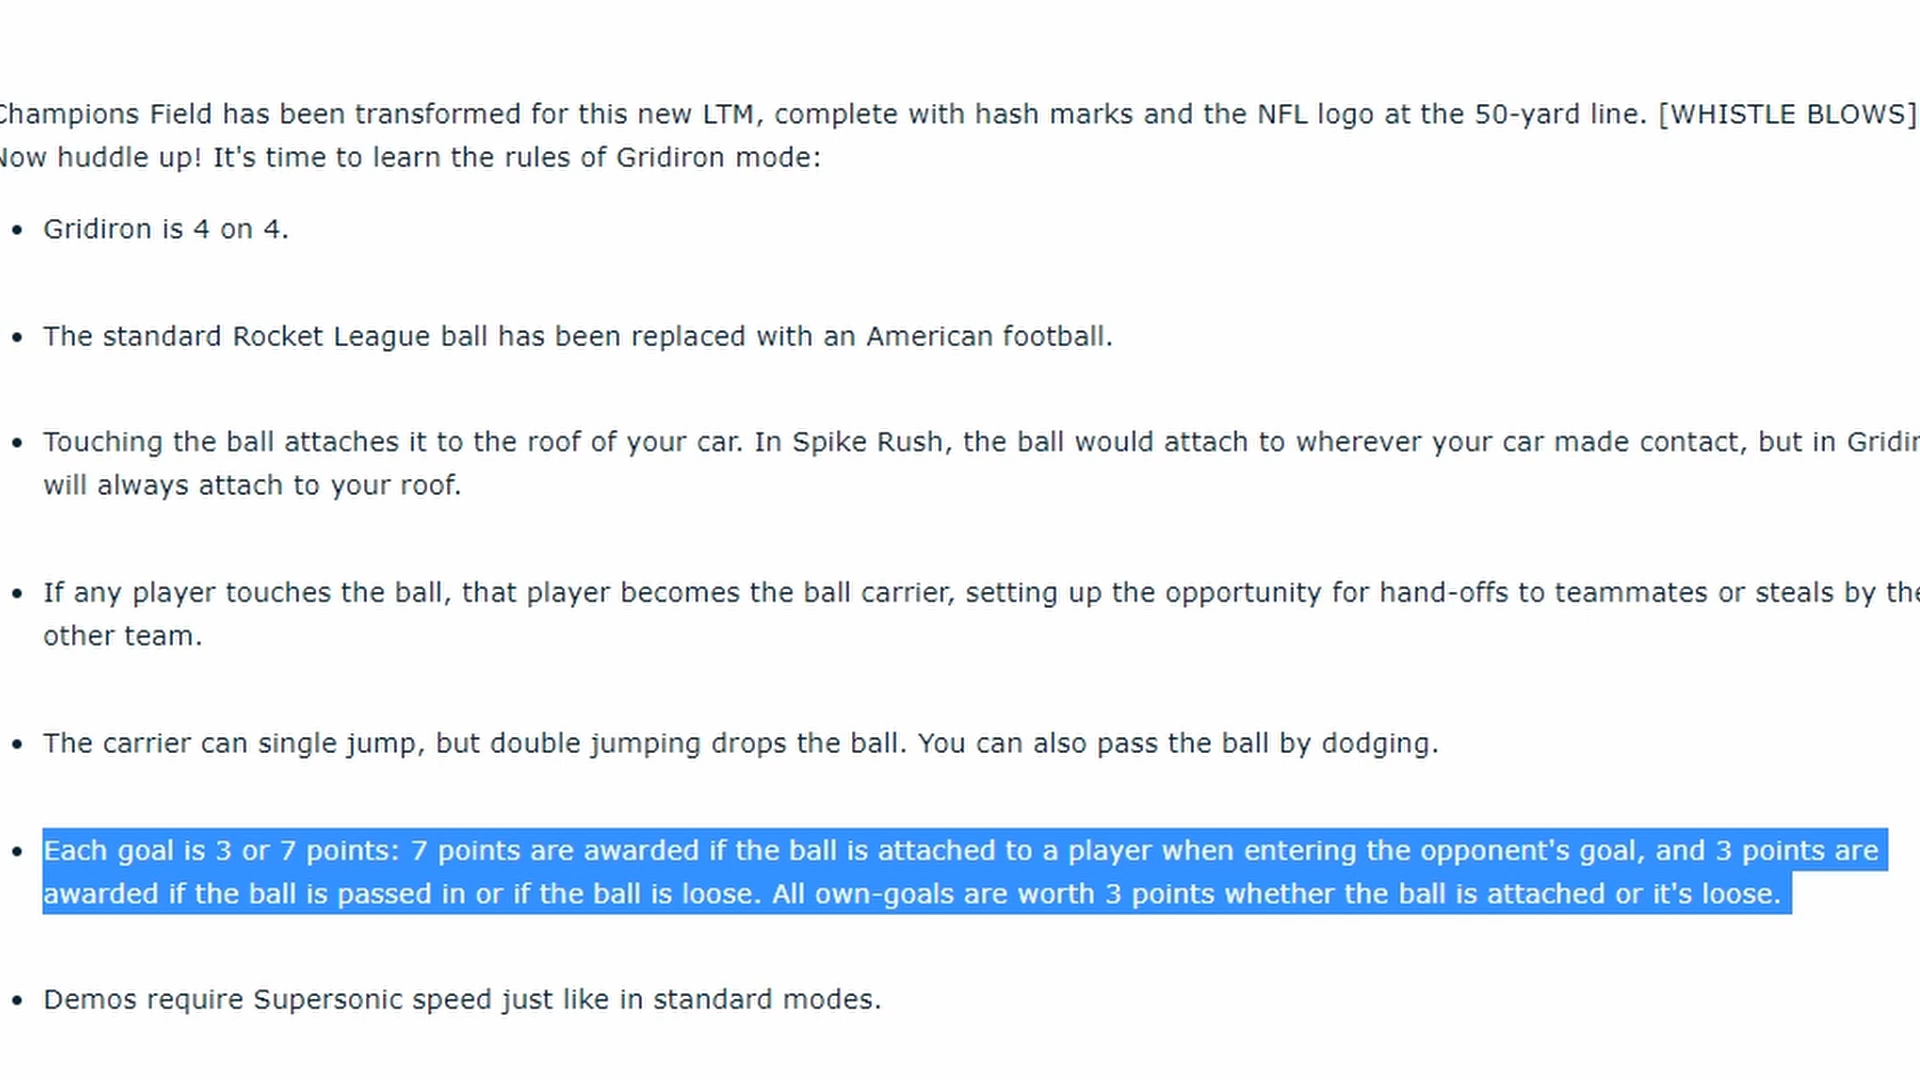 Champions Field has been transformed for this new LTM, complete with hash marks and the NFL logo at the 50-yard line. [WHISTLE BLOWS]
Now huddle up! It's time to learn the rules of Gridiron mode:
• Gridiron is 4 on 4.
• The standard Rocket League ball has been replaced with an American football.
• Touching the ball attaches it to the roof of your car. In Spike Rush, the ball would attach to wherever your car made contact, but in
will always attach to your roof.
• If any player touches the ball, that player becomes the ball carrier, setting up the opportunity for hand-offs to teammates or steals by the
other team.
• The carrier can single jump, but double jumping drops the ball. You can also pass the ball by dodging.
• Each goal is 3 or 7 points: 7 points are awarded if the ball is attached to a player when entering the opponent's goal, and 3 points are
awarded if the ball is passed in or if the ball is loose. All own-goals are worth 3 points whether the ball is attached or it's loose.
• Demos require Supersonic speed just like in standard modes.